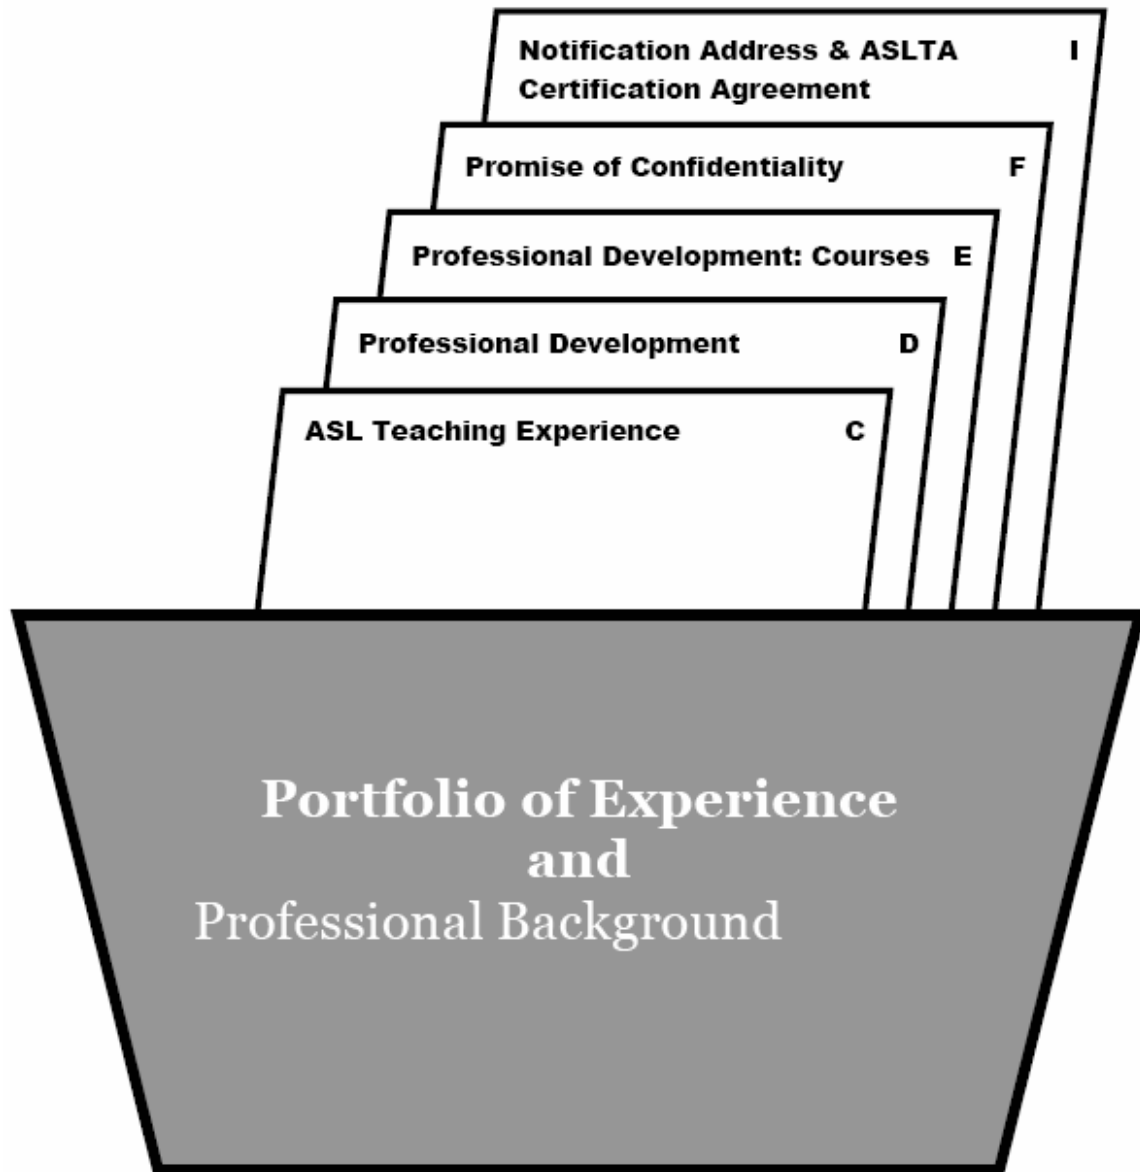 Notification Address & ASLTA I
Certification Agreement
Promise of Confidentiality F
Professional Development: Courses E
Professional Development D
ASL Teaching Experience C
Portfolio of Experience
and
Professional Background